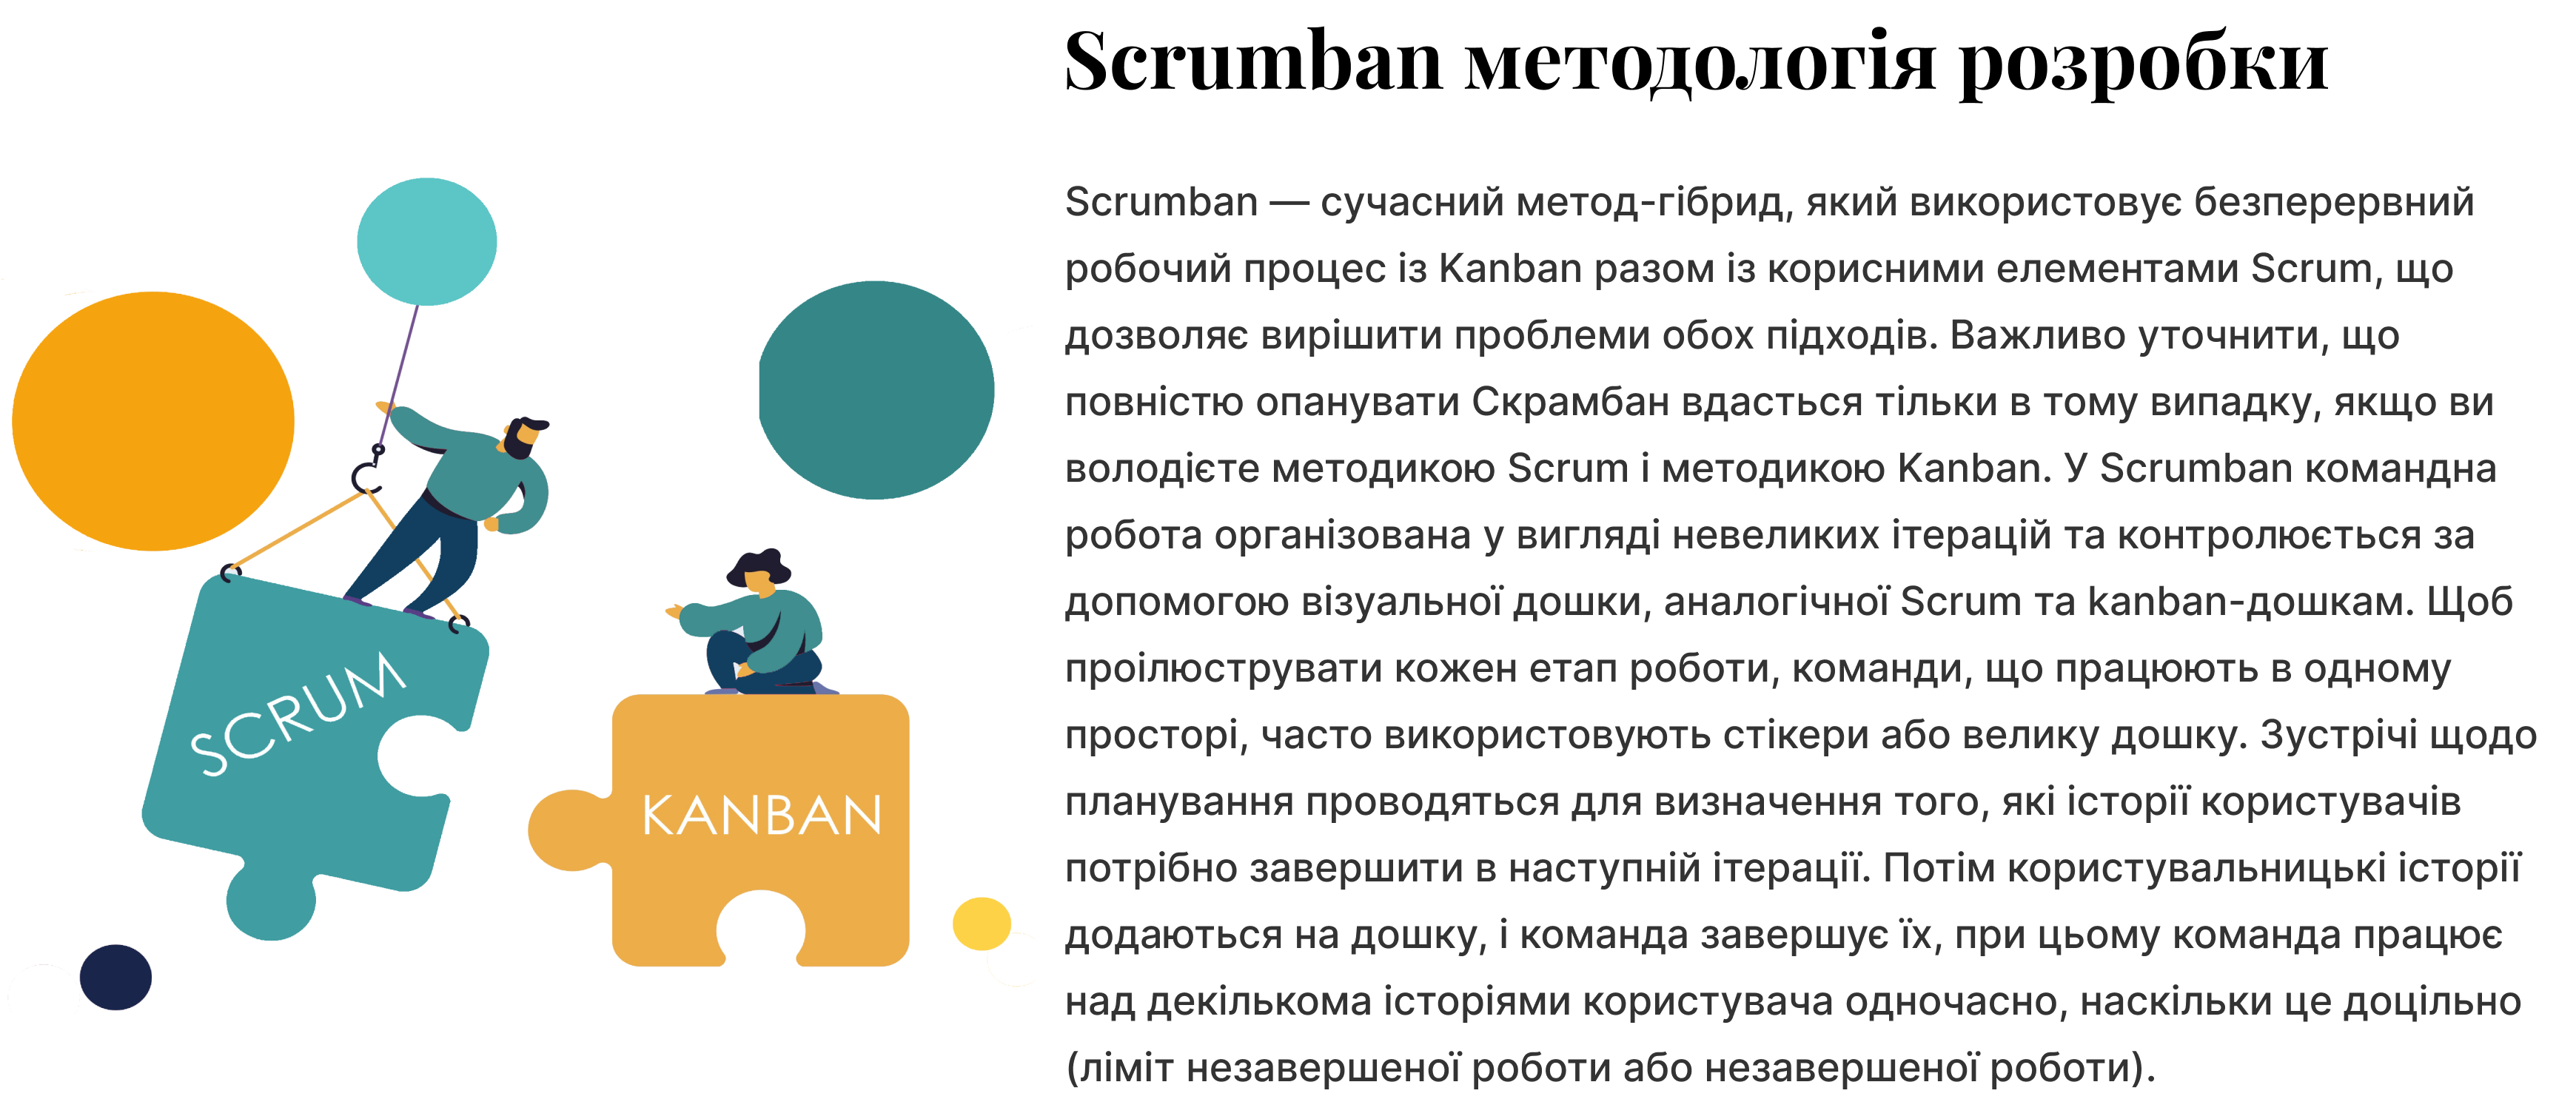 Scrumban методологія розробки
Scrumban — сучасний метод-гібрид, який використовує безперервний
робочий процес із Kanban разом із корисними елементами Scrum, що
дозволяє вирішити проблеми обох підходів. Важливо уточнити, що
повністю опанувати Скрамбан вдасться тільки в тому випадку, якщо ви
володієте методикою Scrum і методикою Kanban. У Scrumban командна
робота організована у вигляді невеликих ітерацій та контролюється за
допомогою візуальної дошки, аналогічної Scrum та kanban-дошкам. Щоб
проілюструвати кожен етап роботи, команди, що працюють в одному
просторі, часто використовують стікери або велику дошку. Зустрічі щодо
планування проводяться для визначення того, які історії користувачів
потрібно завершити в наступній ітерації. Потім користувальницькі історії
додаються на дошку, і команда завершує їх, при цьому команда працює
над декількома історіями користувача одночасно, наскільки це доцільно
(ліміт незавершеної роботи або незавершеної роботи).
SCRUM
KANBAN